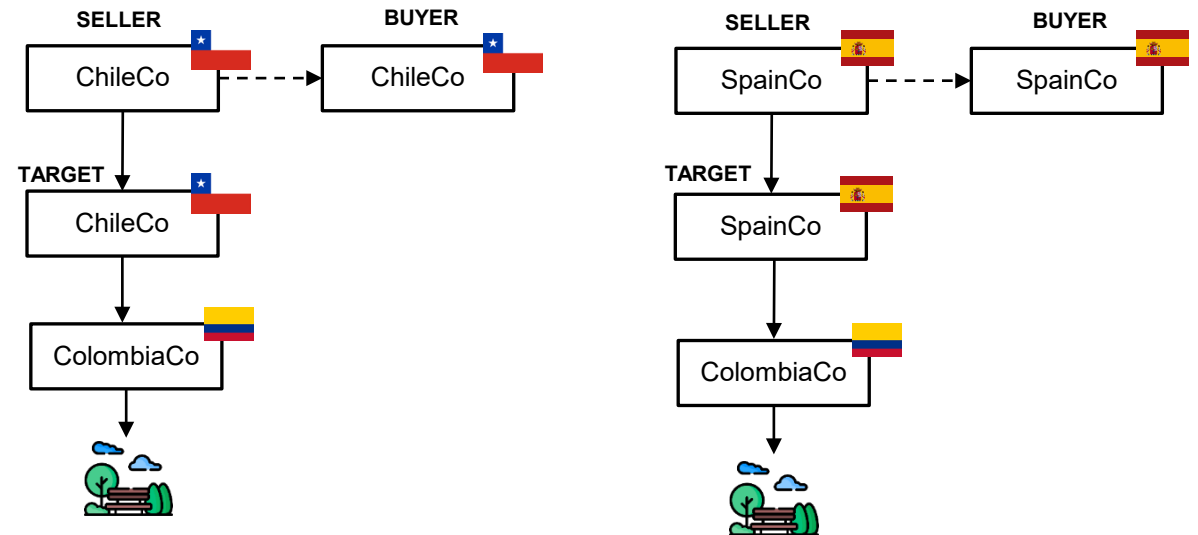 SELLER
BUYER
ChileCo
ChileCo
TARGET
ChileCo
ColombiaCo
SELLER
BUYER
SpainCo
SpainCo
TARGET
SpainCo
ColombiaCo